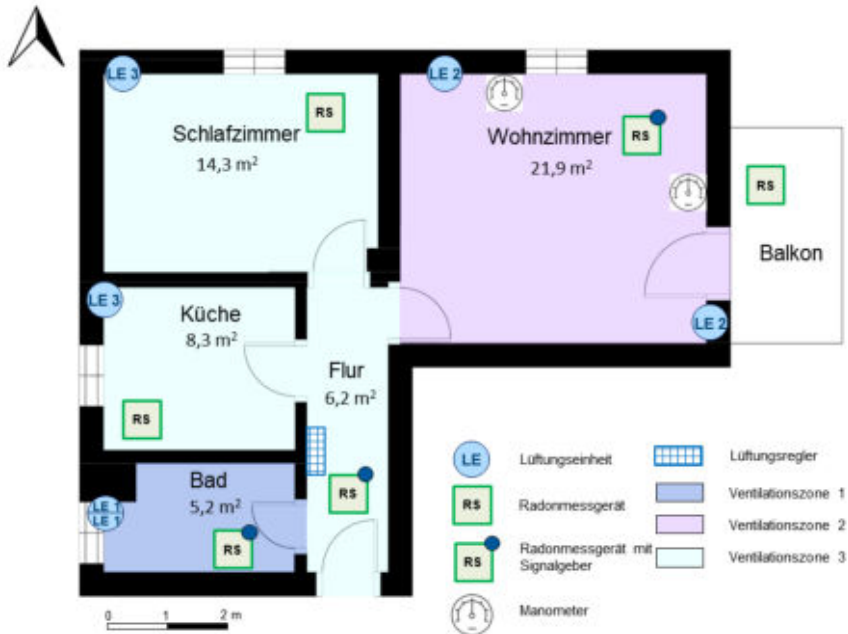 LE 3
LE 2
RS
Schlafzimmer
14,3 m²
RS
Wohnzimmer
21,9 m²
RS
Balkon
LE 3
Küche
8,3 m²
LE 2
Flur
6,2 m²
RS
Bad
5,2 m²
LE 1
LE 1
RS
RS
LE
Lüftungseinheit
Lüftungsregler
RS
Radonmessgerät
Ventilationszone 1
Ventilationszone 2
RS
Radonmessgerät mit
Signalgeber
Ventilationszone 3
Manometer
0 1 2 m